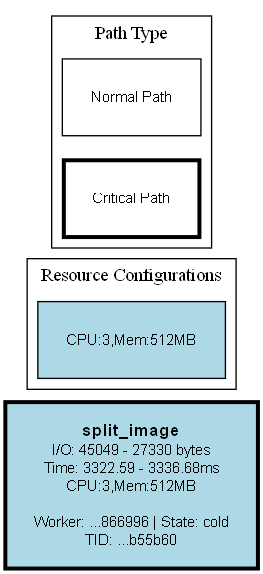 Path Type
Normal Path
Critical Path
Resource Configurations
CPU:3,Mem:512MB
split_image
I/O: 45049 - 27330 bytes
Time: 3322.59 - 3336.68ms
CPU:3,Mem:512MB
Worker: ...866996 | State: cold
TID: ...b55b60